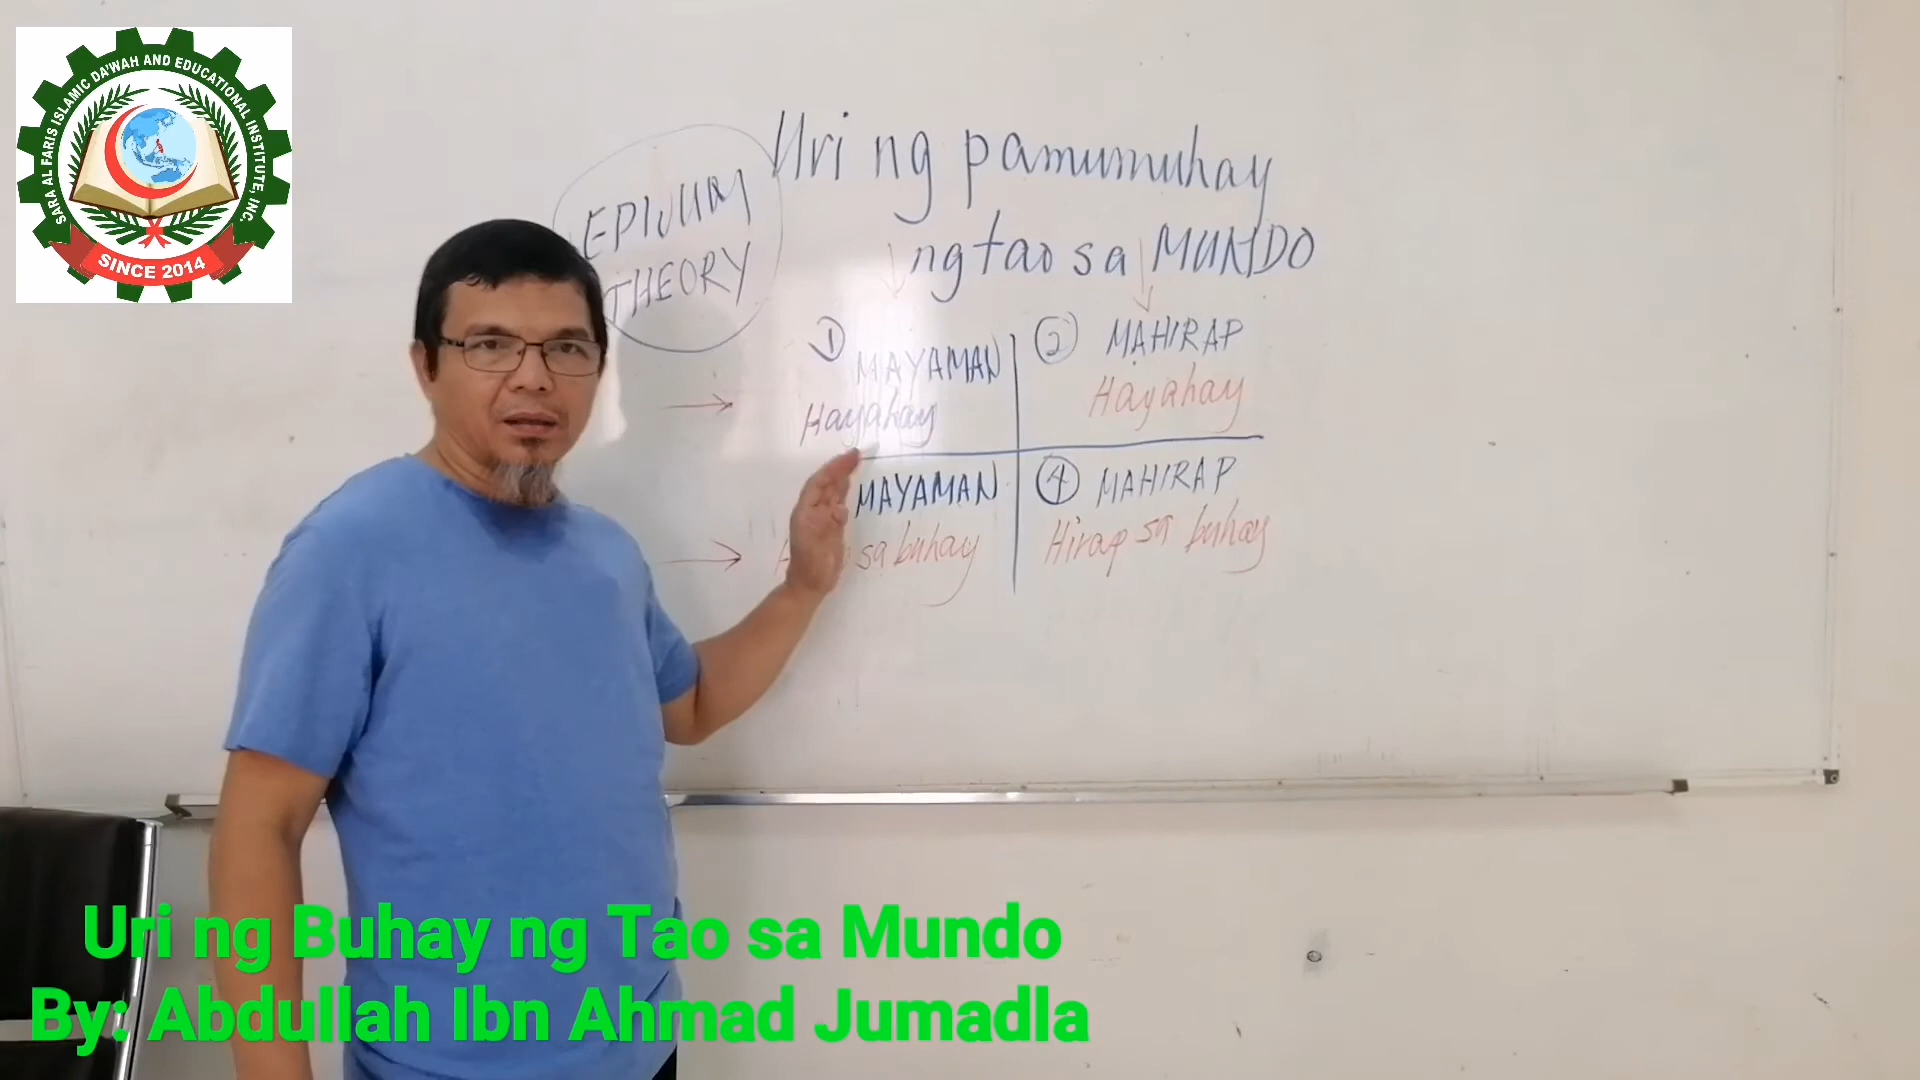 SARA AL FARIS ISLAMIC DA'WAH AND EDUCATIONAL INSTITUTE, INC.
SINCE 2014
Uri ng pamumuhay
ng tao sa MUNDO
THEORY
① MAYAMAN
Hayahay
② MAHIRAP
Hayahay
MAYAMAN
sa buhay
④ MAHIRAP
Hirap sa buhay
Uri ng Buhay ng Tao sa Mundo
By: Abdullah Ibn Ahmad Jumadla